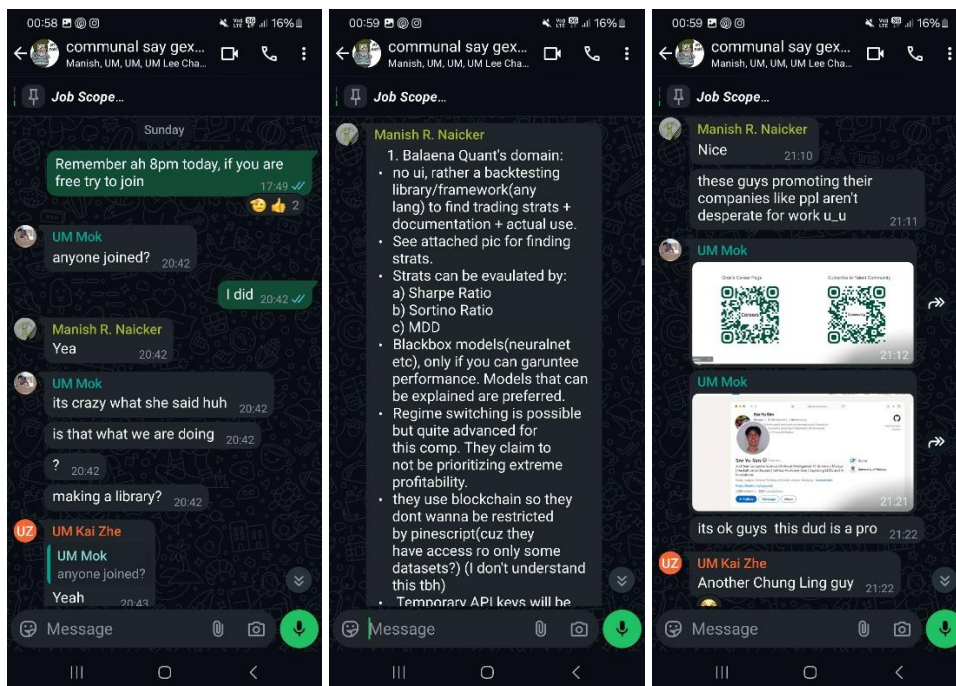 00:58
16%
communal say gex...
Manish, UM, UM, UM Lee Cha...
Job Scope...
Sunday
Remember ah 8pm today, if you are
free try to join
17:49
2
UM Mok
anyone joined?
20:42
I did
20:42
Manish R. Naicker
Yea
20:42
UM Mok
its crazy what she said huh
20:42
is that what we are doing
20:42
?
20:42
making a library?
20:42
UZ
UM Kai Zhe
UM Mok
anyone joined?
Yeah
20:43
Message
00:59
16%
communal say gex...
Manish, UM, UM, UM Lee Cha...
Job Scope...
Manish R. Naicker
1. Balaena Quant's domain:
• no ui, rather a backtesting
library/framework(any
lang) to find trading strats +
documentation + actual use.
• See attached pic for finding
strats.
• Strats can be evaulated by:
a) Sharpe Ratio
b) Sortino Ratio
c) MDD
• Blackbox models(neuralnet
etc), only if you can garuntee
performance. Models that can
be explained are preferred.
• Regime switching is possible
but quite advanced for
this comp. They claim to
not be prioritizing extreme
profitability.
• they use blockchain so they
dont wanna be restricted
by pinescript(cuz they
have access ro only some
datasets?) (I don't understand
this tbh)
• Temporary API keys will be
Message
00:59
16%
communal say gex...
Manish, UM, UM, UM Lee Cha...
Job Scope...
Manish R. Naicker
Nice
21:10
these guys promoting their
companies like ppl aren't
desperate for work u_u
21:11
UM Mok
Grab's Career Page
Subscribe to Talent Community
Careers
21:12
UM Mok
See Yu Sim
21:21
its ok guys this dud is a pro
21:22
UZ
UM Kai Zhe
Another Chung Ling guy
21:22
Message